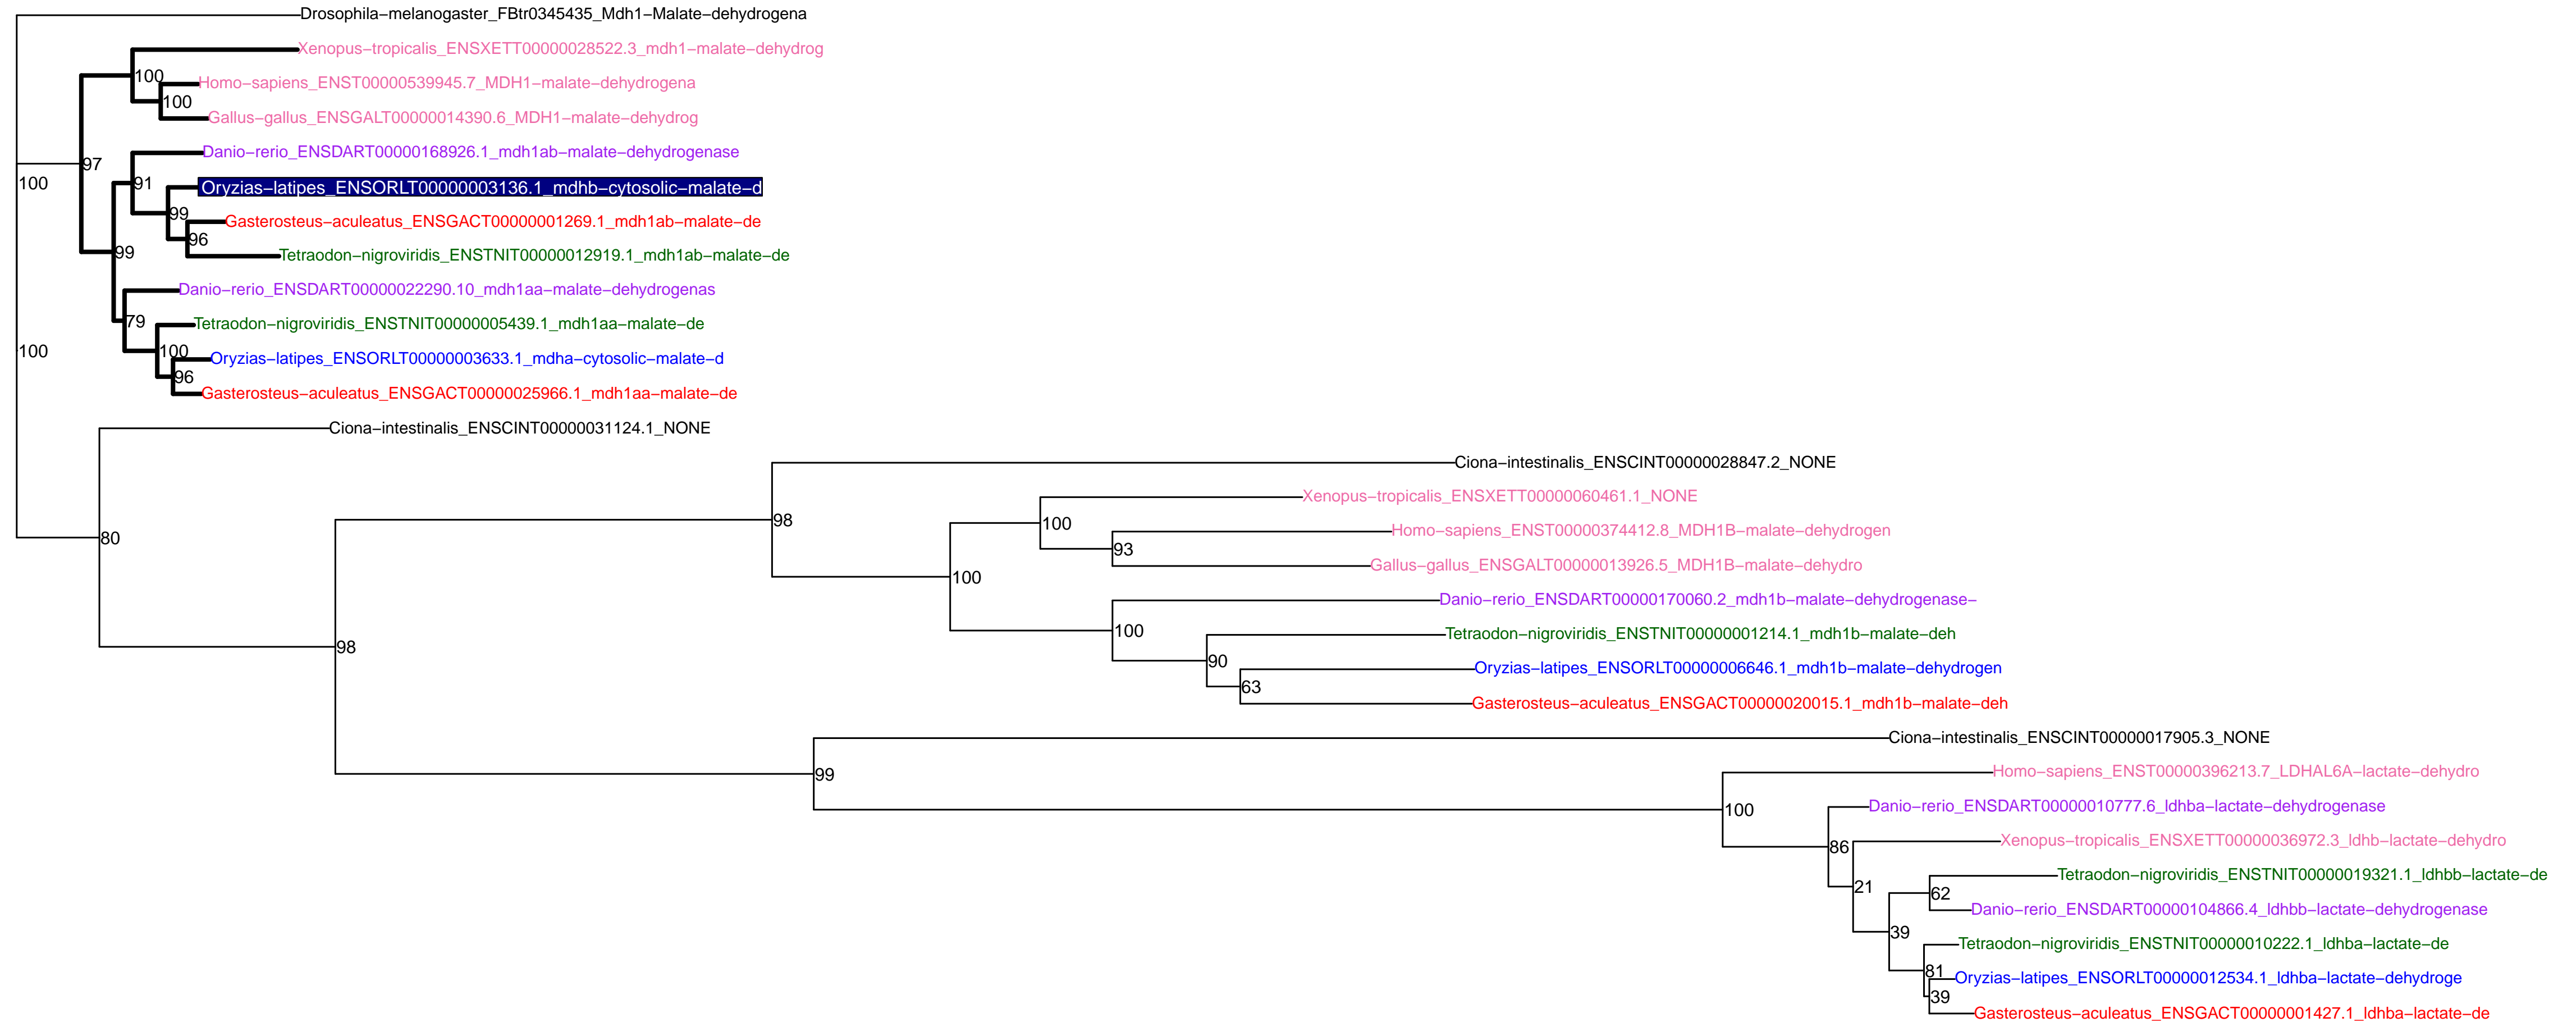 Drosophila−melanogaster_FBtr0345435_Mdh1−Malate−dehydrogena
Xenopus−tropicalis_ENSXETT00000028522.3_mdh1−malate−dehydrog
100
Homo−sapiens_ENST00000539945.7_MDH1−malate−dehydrogena
100
Gallus−gallus_ENSGALT00000014390.6_MDH1−malate−dehydrog
Danio−rerio_ENSDART00000168926.1_mdh1ab−malate−dehydrogenase
97
100
91
Oryzias−latipes_ENSORLT00000003136.1_mdhb−cytosolic−malate−d
99
Gasterosteus−aculeatus_ENSGACT00000001269.1_mdh1ab−malate−de
96
99
Tetraodon−nigroviridis_ENSTNIT00000012919.1_mdh1ab−malate−de
Danio−rerio_ENSDART00000022290.10_mdh1aa−malate−dehydrogenas
79
Tetraodon−nigroviridis_ENSTNIT00000005439.1_mdh1aa−malate−de
100
100
Oryzias−latipes_ENSORLT00000003633.1_mdha−cytosolic−malate−d
96
Gasterosteus−aculeatus_ENSGACT00000025966.1_mdh1aa−malate−de
Ciona−intestinalis_ENSCINT00000031124.1_NONE
Ciona−intestinalis_ENSCINT00000028847.2_NONE
Xenopus−tropicalis_ENSXETT00000060461.1_NONE
98
100
Homo−sapiens_ENST00000374412.8_MDH1B−malate−dehydrogen
80
93
Gallus−gallus_ENSGALT00000013926.5_MDH1B−malate−dehydro
100
Danio−rerio_ENSDART00000170060.2_mdh1b−malate−dehydrogenase−
100
Tetraodon−nigroviridis_ENSTNIT00000001214.1_mdh1b−malate−deh
98
90
Oryzias−latipes_ENSORLT00000006646.1_mdh1b−malate−dehydrogen
63
Gasterosteus−aculeatus_ENSGACT00000020015.1_mdh1b−malate−deh
Ciona−intestinalis_ENSCINT00000017905.3_NONE
99
Homo−sapiens_ENST00000396213.7_LDHAL6A−lactate−dehydro
100
Danio−rerio_ENSDART00000010777.6_ldhba−lactate−dehydrogenase
86
Xenopus−tropicalis_ENSXETT00000036972.3_ldhb−lactate−dehydro
21
Tetraodon−nigroviridis_ENSTNIT00000019321.1_ldhbb−lactate−de
62
Danio−rerio_ENSDART00000104866.4_ldhbb−lactate−dehydrogenase
39
Tetraodon−nigroviridis_ENSTNIT00000010222.1_ldhba−lactate−de
81
Oryzias−latipes_ENSORLT00000012534.1_ldhba−lactate−dehydroge
39
Gasterosteus−aculeatus_ENSGACT00000001427.1_ldhba−lactate−de